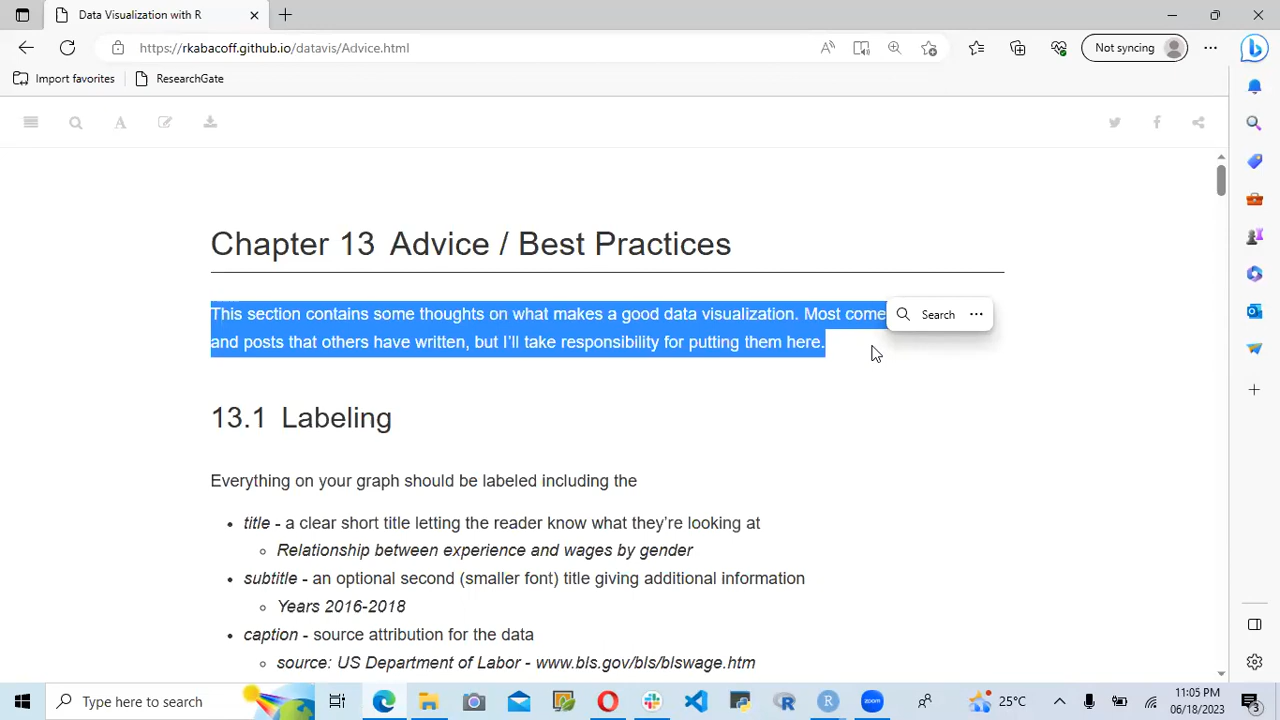 Data Visualization with R
https://rkabacoff.github.io/datavis/Advice.html
Not syncing
Import favorites
ResearchGate
Chapter 13 Advice / Best Practices
This section contains some thoughts on what makes a good data visualization. Most come
Search
and posts that others have written, but I'll take responsibility for putting them here.
13.1 Labeling
Everything on your graph should be labeled including the
• title - a clear short title letting the reader know what they're looking at
◦ Relationship between experience and wages by gender
• subtitle - an optional second (smaller font) title giving additional information
◦ Years 2016-2018
• caption - source attribution for the data
◦ source: US Department of Labor - www.bls.gov/bls/blswage.htm
Type here to search
zoom
25°C
11:05 PM
06/18/2023
3